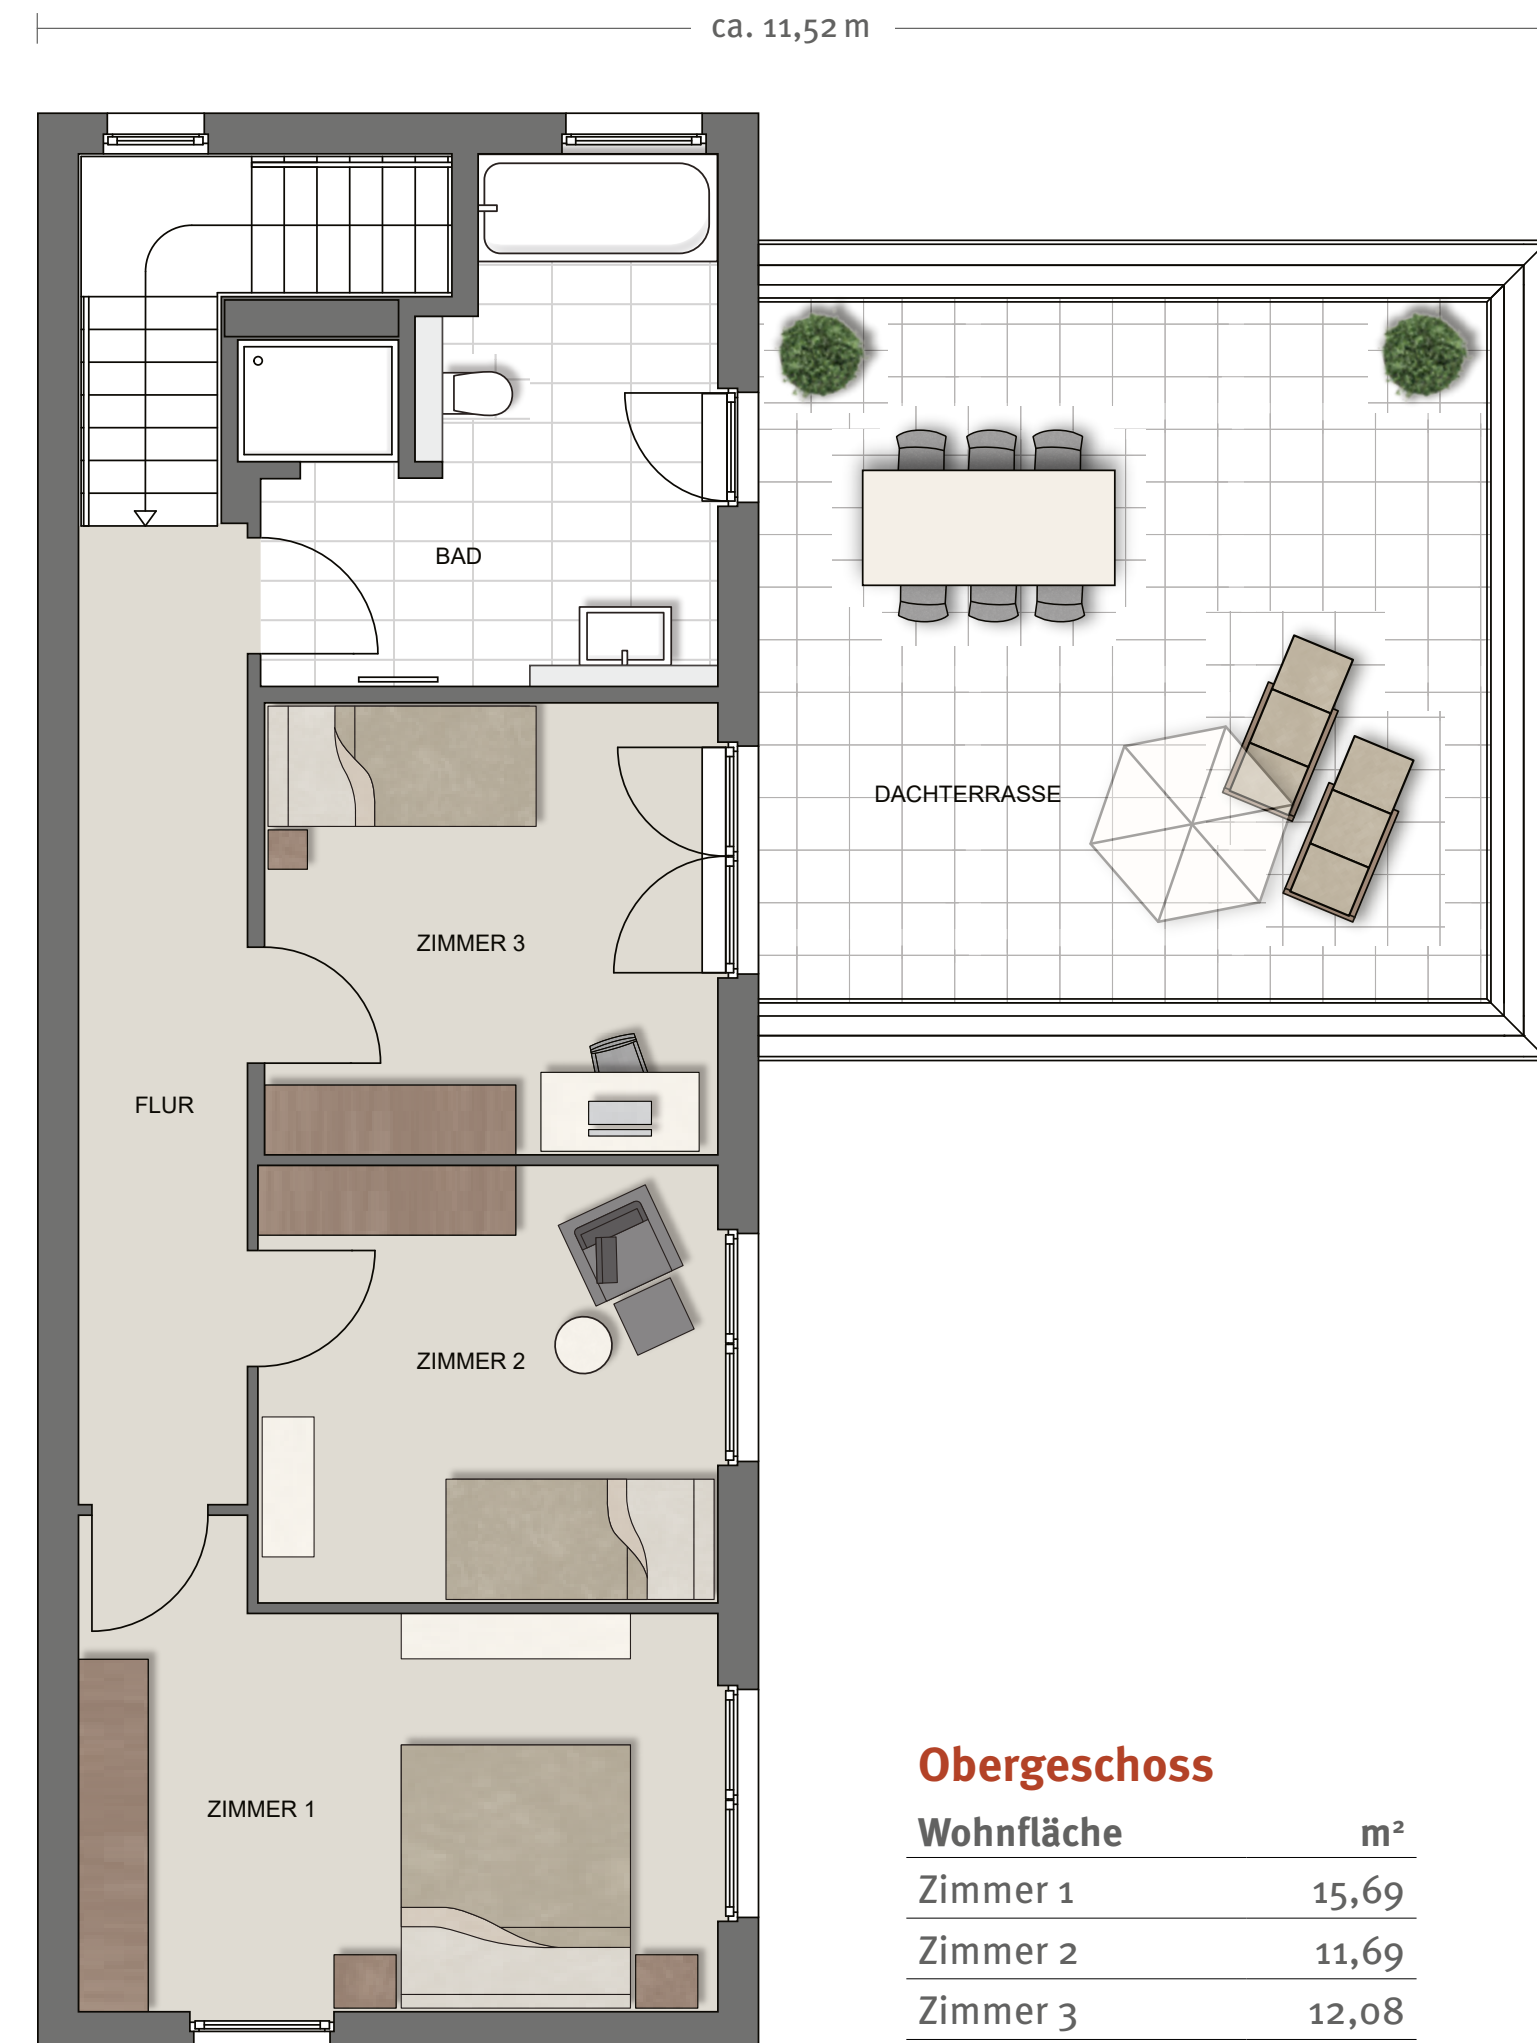 ca. 11,52 m
BAD
DACHTERRASSE
ZIMMER 3
FLUR
ZIMMER 2
ZIMMER 1
Obergeschoss
Wohnfläche m²
Zimmer 1 15,69
Zimmer 2 11,69
Zimmer 3 12,08